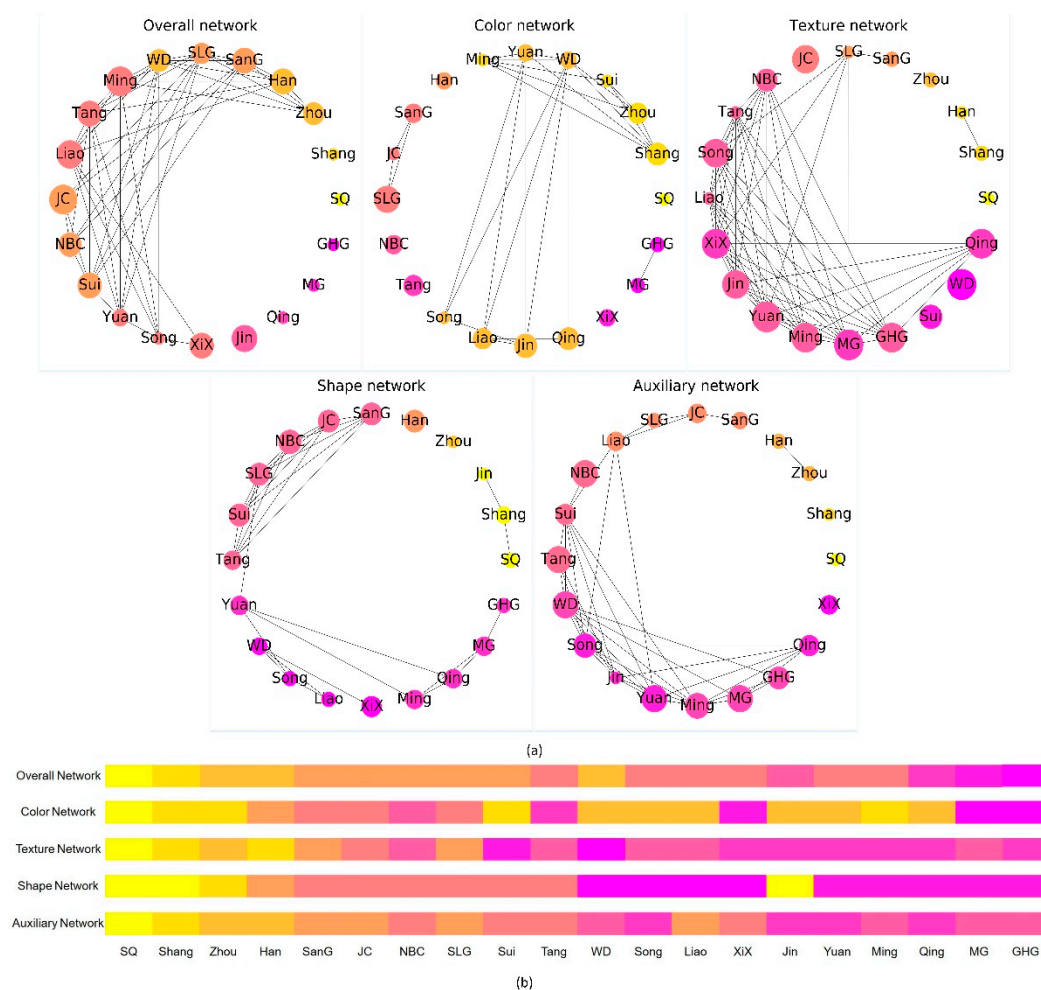 Overall network
Color network
Texture network
WD
SLG
SanG
Han
Zhou
Shang
SQ
GHG
MG
Qing
Jin
XiX
Song
Yuan
Sui
NBC
JC
Liao
Tang
Ming
Ming
Yuan
WD
Sui
Zhou
Shang
SQ
GHG
MG
XiX
Qing
Jin
Liao
Song
Tang
NBC
SLG
JC
SanG
Han
JC
SLG
SanG
Zhou
Han
Shang
SQ
Qing
WD
Sui
GHG
MG
Ming
Yuan
Jin
XiX
Liao
Song
Tang
NBC
Shape network
Auxiliary network
JC
SanG
Han
Zhou
Jin
Shang
SQ
GHG
MG
Qing
Ming
XiX
Liao
Song
WD
Yuan
Tang
Sui
SLG
NBC
Liao
SLG
JC
SanG
Han
Zhou
Shang
SQ
XiX
Qing
GHG
MG
Ming
Yuan
Jin
Song
WD
Tang
Sui
NBC
(a)
Overall Network
Color Network
Texture Network
Shape Network
Auxiliary Network
SQ Shang Zhou Han SanG JC NBC SLG Sui Tang WD Song Liao XiX Jin Yuan Ming Qing MG GHG
(b)